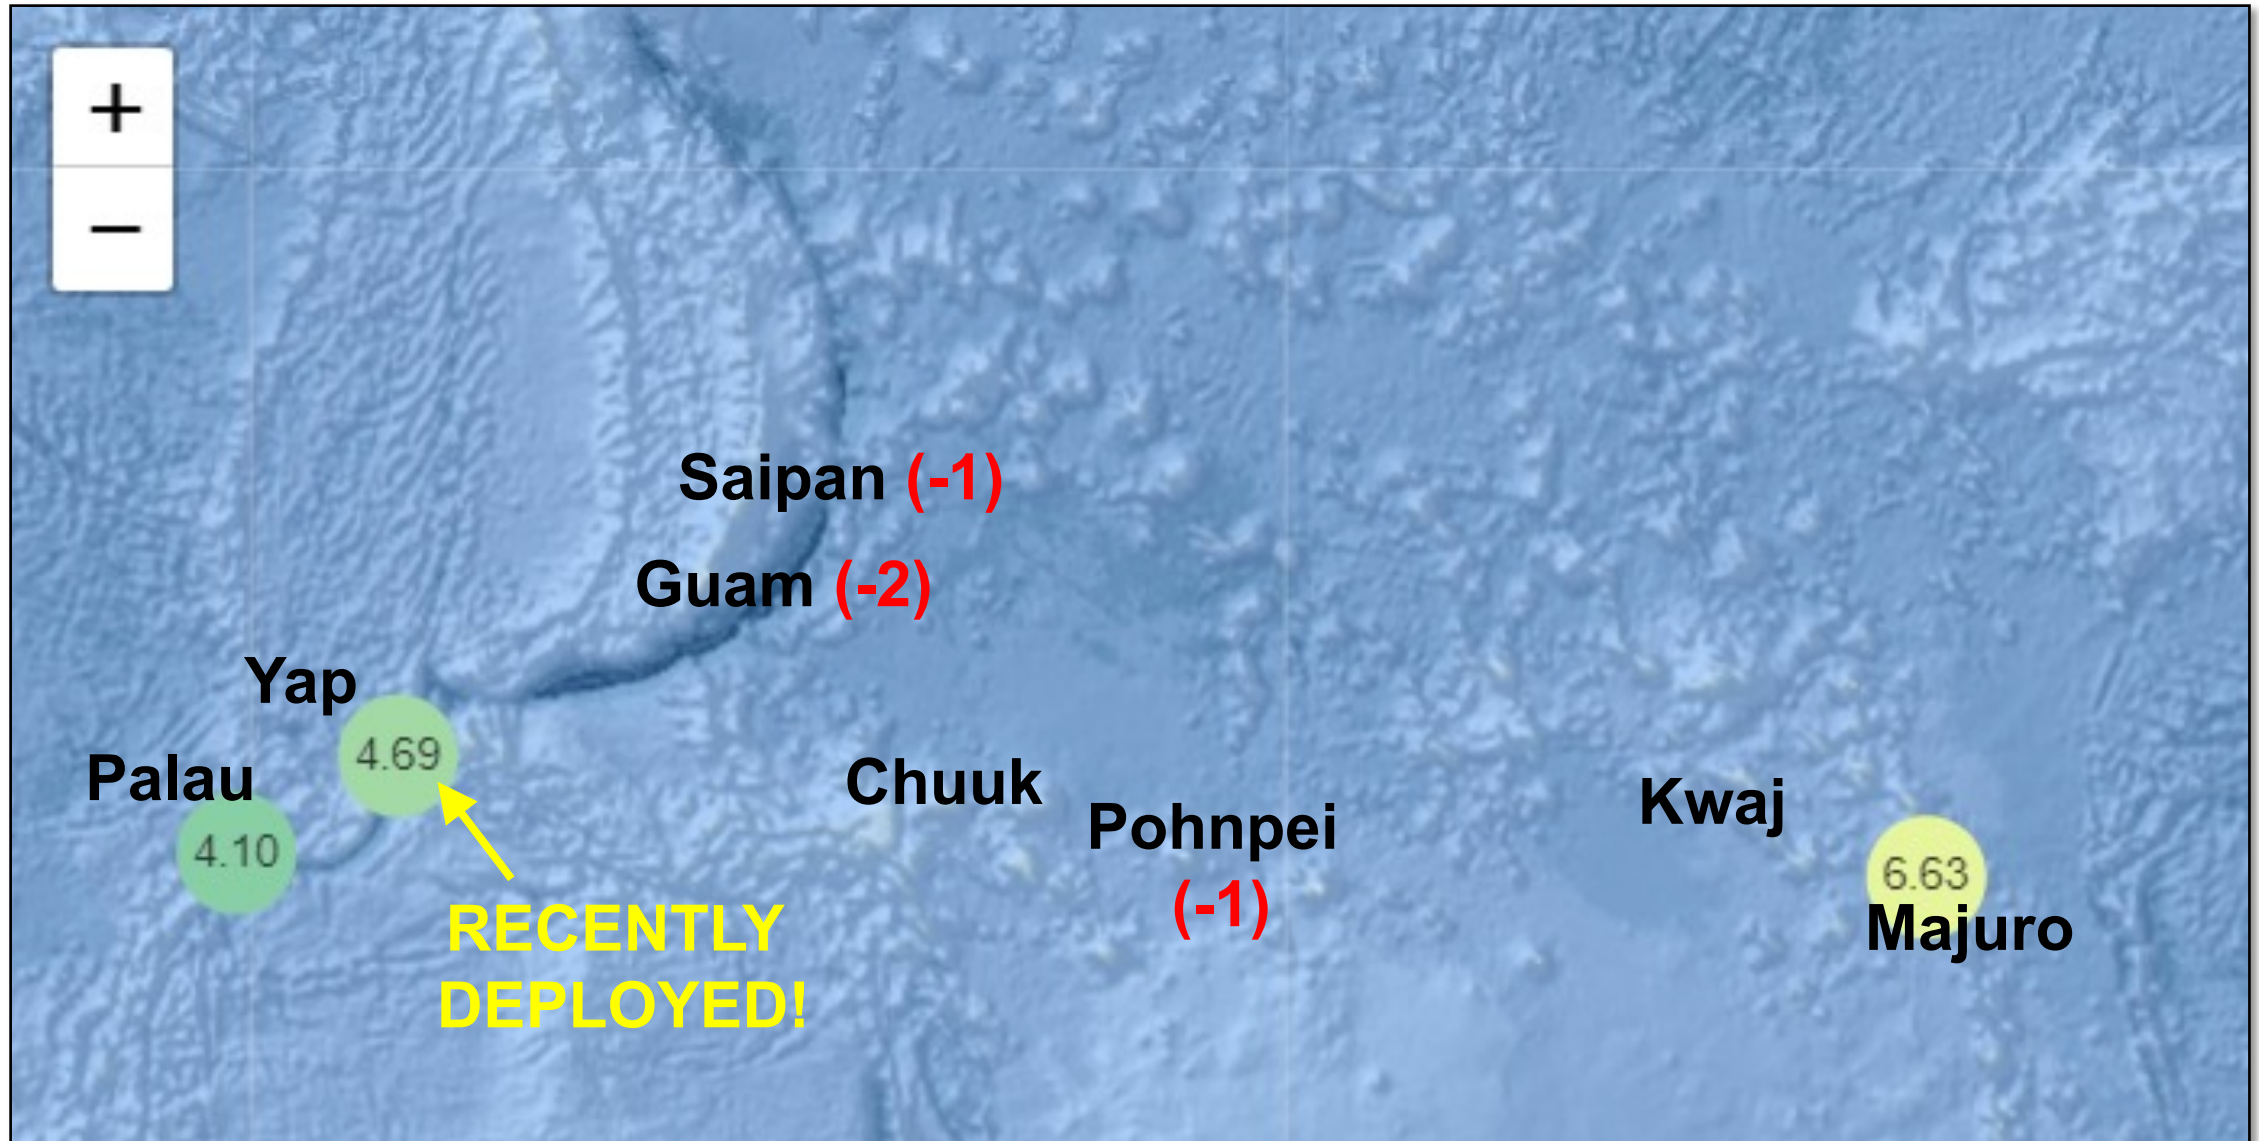 +
−
Saipan (-1)
Guam (-2)
Yap
4.69
Palau
4.10
RECENTLY
DEPLOYED!
Chuuk
Pohnpei
(-1)
Kwaj
6.63
Majuro